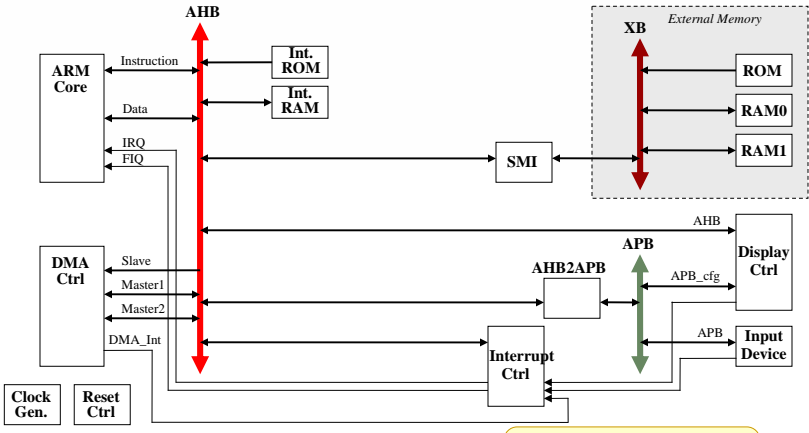 AHB
External Memory
XB
ARM
Core
Instruction
Data
IRQ
FIQ
Int.
ROM
Int.
RAM
ROM
RAM0
RAM1
SMI
AHB
DMA
Ctrl
Slave
Master1
Master2
DMA_Int
AHB2APB
APB
APB_cfg
Display
Ctrl
APB
Input
Device
Interrupt
Ctrl
Clock
Gen.
Reset
Ctrl